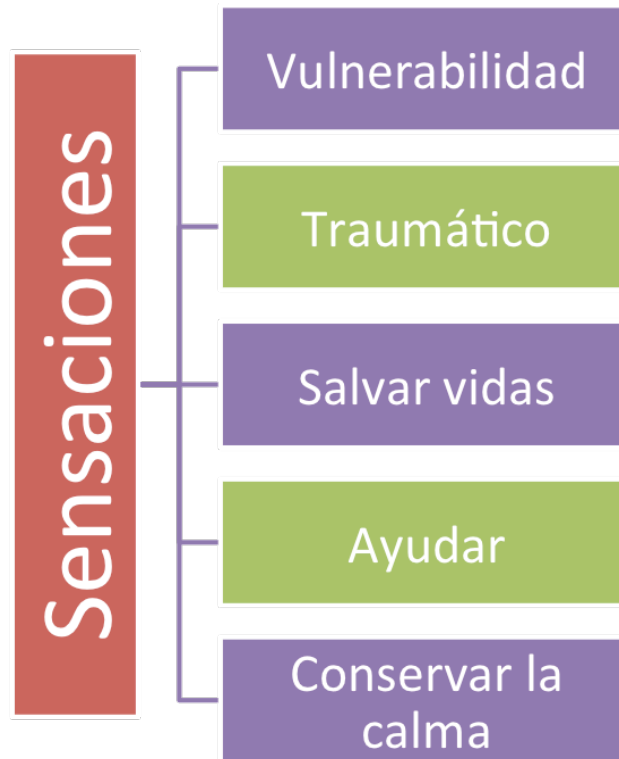 Sensaciones
Vulnerabilidad
Traumático
Salvar vidas
Ayudar
Conservar la
calma